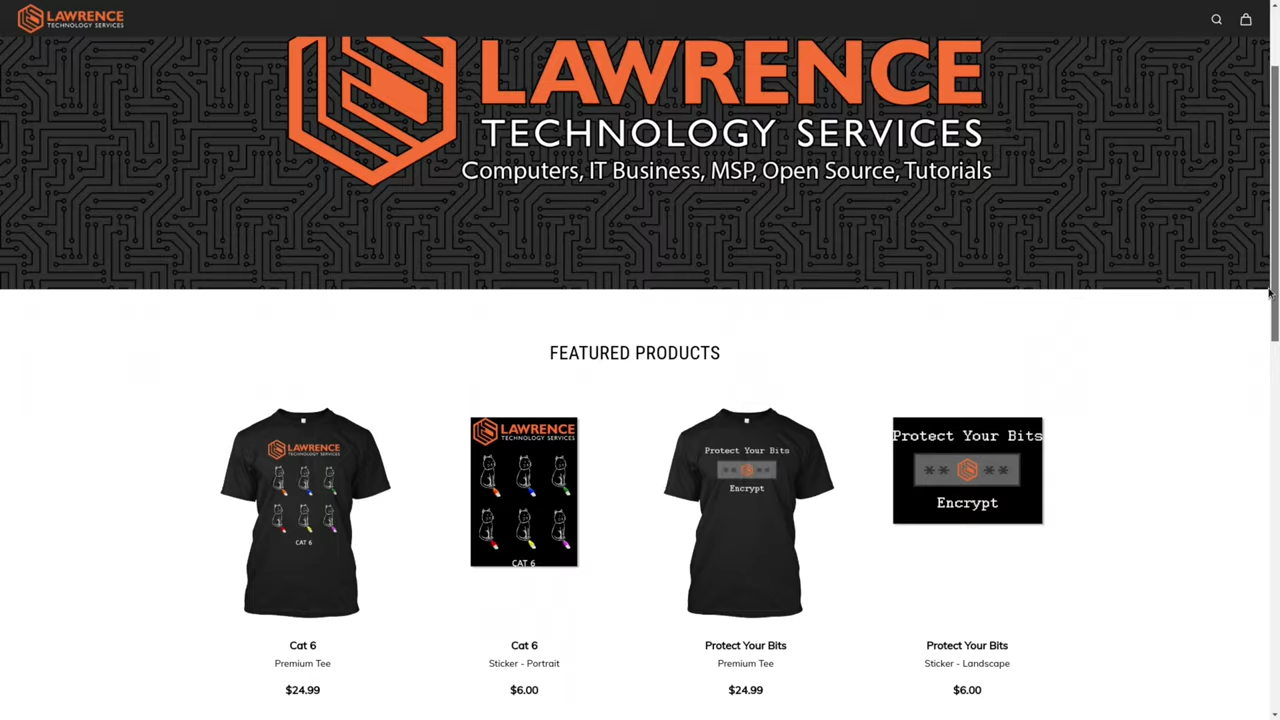 LAWRENCE
TECHNOLOGY SERVICES
LAWRENCE
TECHNOLOGY SERVICES
Computers, IT Business, MSP, Open Source, Tutorials
FEATURED PRODUCTS
LAWRENCE
TECHNOLOGY SERVICES
CAT 6
LAWRENCE
TECHNOLOGY SERVICES
CAT 6
Protect Your Bits
** **
Encrypt
Protect Your Bits
** **
Encrypt
Cat 6
Premium Tee
$24.99
Cat 6
Sticker - Portrait
$6.00
Protect Your Bits
Premium Tee
$24.99
Protect Your Bits
Sticker - Landscape
$6.00